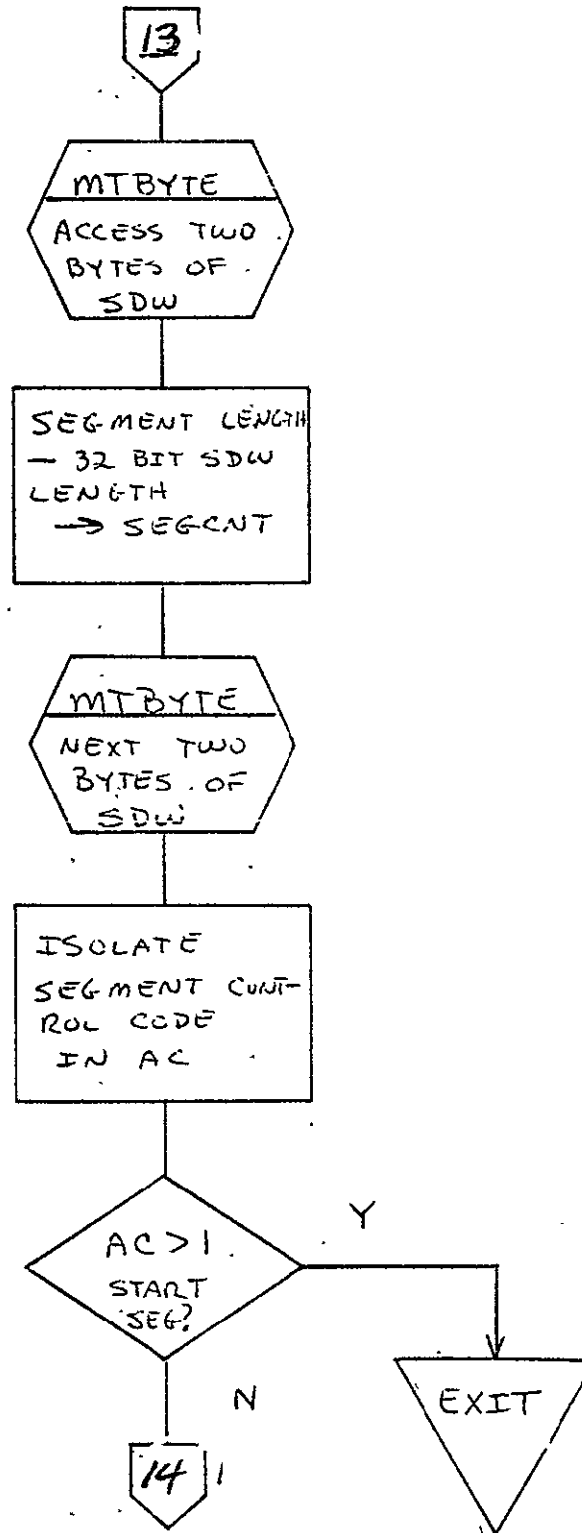 13
MTBYTE
ACCESS TWO
BYTES OF
SDW
SEGMENT LENGTH
- 32 BIT SDW
LENGTH
→ SEGCNT
MTBYTE
NEXT TWO
BYTES OF
SDW
ISOLATE
SEGMENT CONT-
ROL CODE
IN AC
AC > 1
START
SEG?
Y
EXIT
N
14